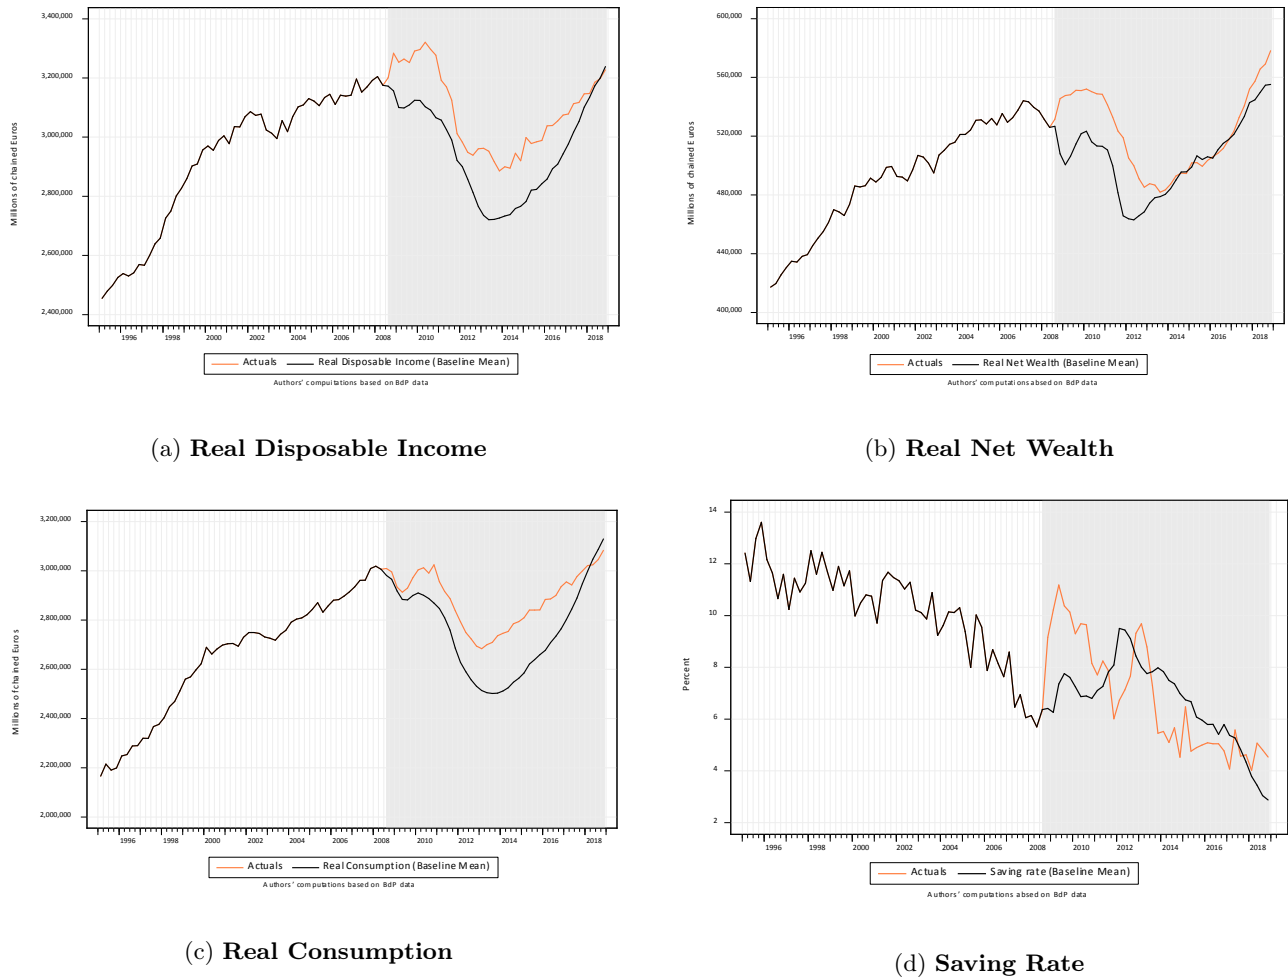 3,400,000
3,200,000
3,000,000
2,800,000
2,600,000
2,400,000
Millions of chained Euros
1996 1998 2000 2002 2004 2006 2008 2010 2012 2014 2016 2018
Actuals Real Disposable Income (Baseline Mean)
Authors' compuitations based on BdP data
(a) Real Disposable Income
600,000
560,000
520,000
480,000
440,000
400,000
Millions of chained Euros
1996 1998 2000 2002 2004 2006 2008 2010 2012 2014 2016 2018
Actuals Real Net Wealth (Baseline Mean)
Authors' computations absed on BdP data
(b) Real Net Wealth
3,200,000
3,000,000
2,800,000
2,600,000
2,400,000
2,200,000
2,000,000
Millions of chained Euros
1996 1998 2000 2002 2004 2006 2008 2010 2012 2014 2016 2018
Actuals Real Consumption (Baseline Mean)
Authors' computations based on BdP data
(c) Real Consumption
14
12
10
8
6
4
2
Percent
1996 1998 2000 2002 2004 2006 2008 2010 2012 2014 2016 2018
Actuals Saving rate (Baseline Mean)
Authors' computations absed on BdP data
(d) Saving Rate